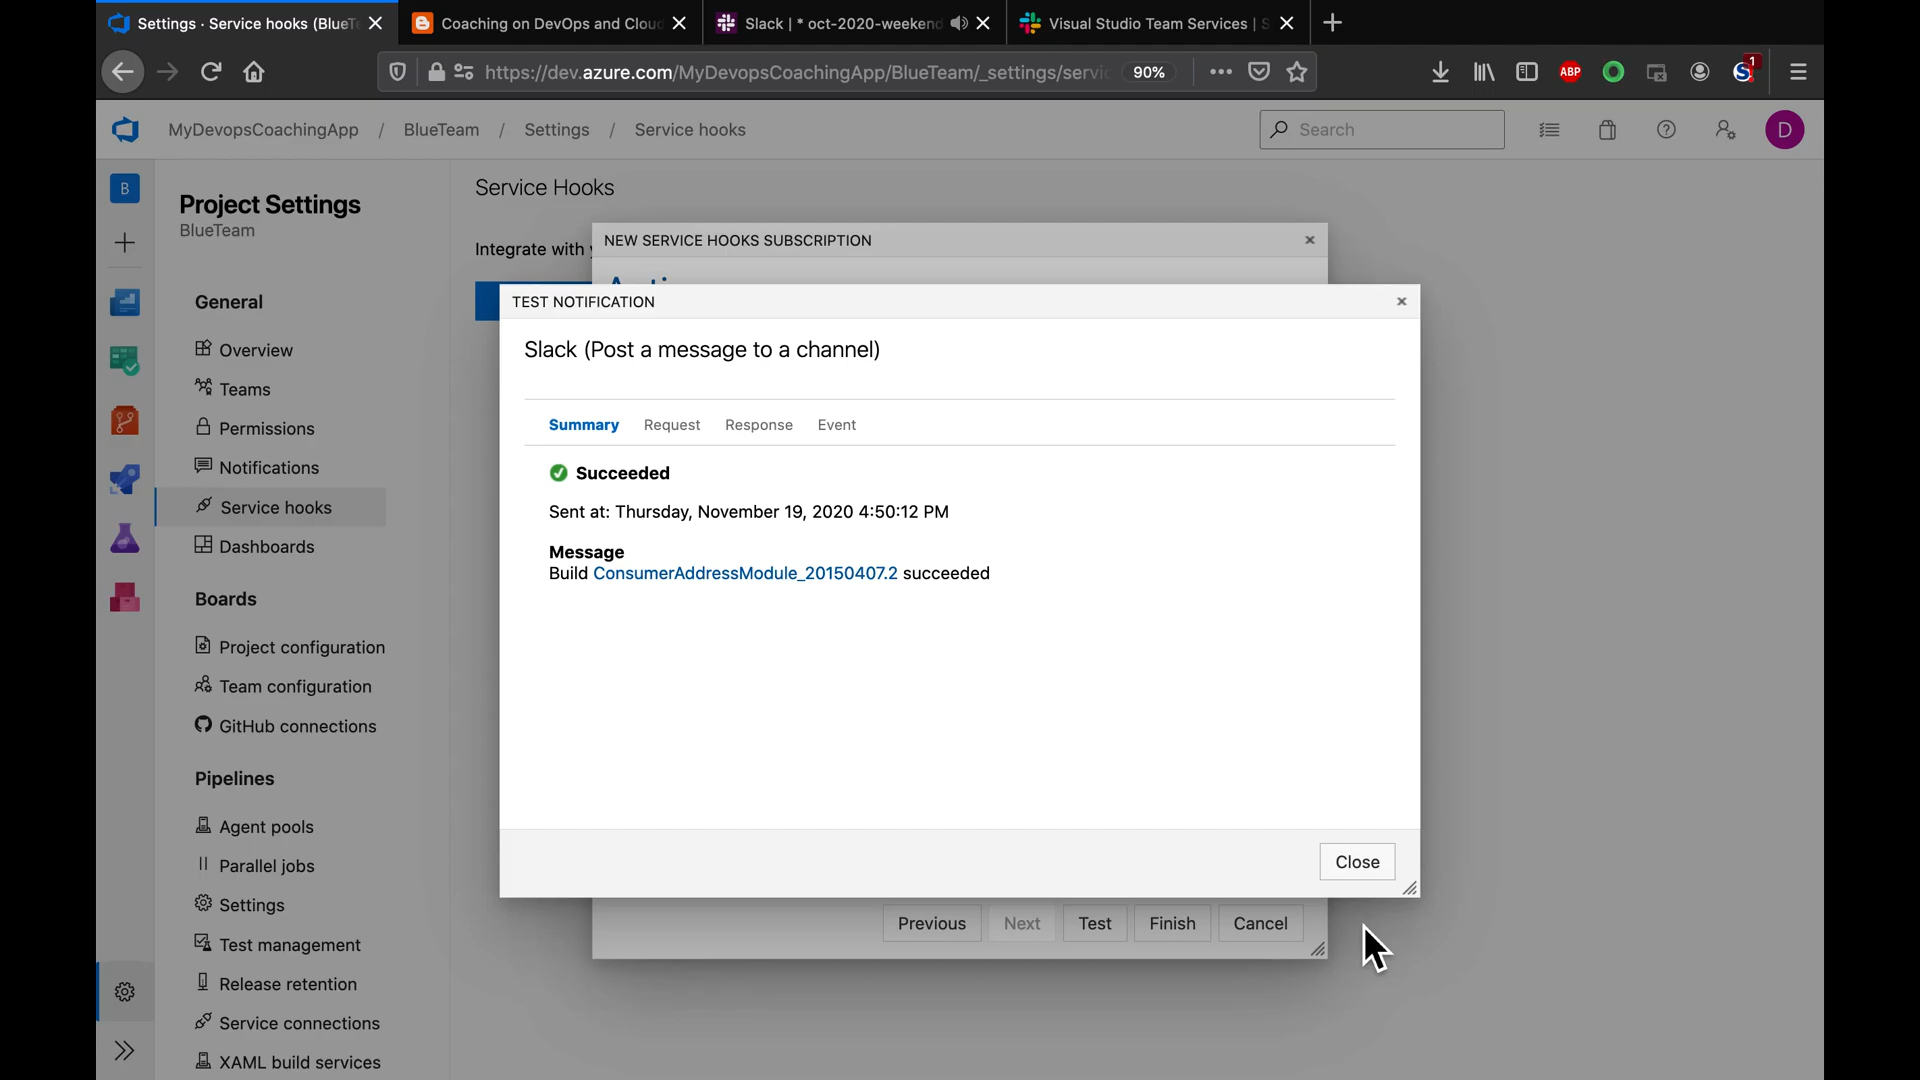 Settings · Service hooks (BlueTe
Coaching on DevOps and Cloud
Slack | * oct-2020-weekend
Visual Studio Team Services | S
https://dev.azure.com/MyDevopsCoachingApp/BlueTeam/_settings/servic
90%
ABP
S
1
MyDevopsCoachingApp / BlueTeam / Settings / Service hooks
Search
D
B
Project Settings
BlueTeam
General
Overview
Teams
Permissions
Notifications
Service hooks
Dashboards
Boards
Project configuration
Team configuration
GitHub connections
Pipelines
Agent pools
Parallel jobs
Settings
Test management
Release retention
Service connections
XAML build services
Service Hooks
Integrate with
NEW SERVICE HOOKS SUBSCRIPTION
TEST NOTIFICATION
Slack (Post a message to a channel)
Summary Request Response Event
Succeeded
Sent at: Thursday, November 19, 2020 4:50:12 PM
Message
Build ConsumerAddressModule_20150407.2 succeeded
Close
Previous Next Test Finish Cancel